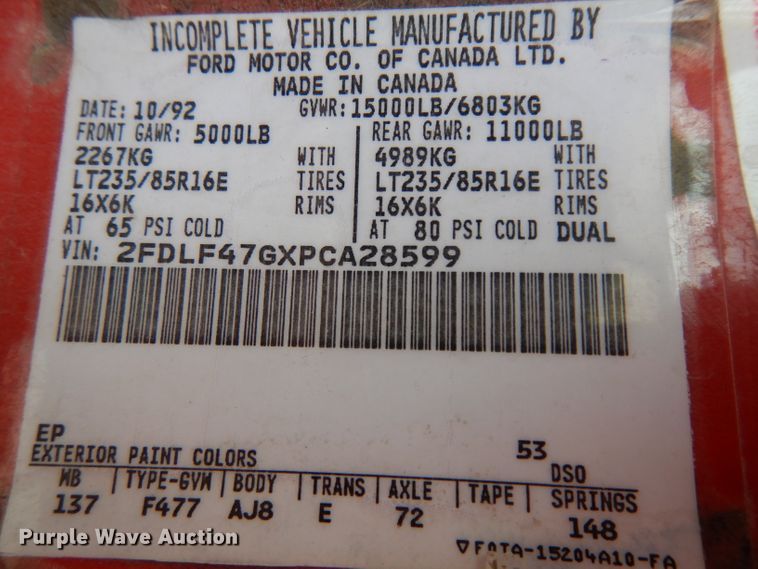 INCOMPLETE VEHICLE MANUFACTURED BY
FORD MOTOR CO. OF CANADA LTD.
MADE IN CANADA
DATE: 10/92 GVWR: 15000LB/6803KG
FRONT GAWR: 5000LB REAR GAWR: 11000LB
2267KG WITH 4989KG WITH
LT235/85R16E TIRES LT235/85R16E TIRES
16X6K RIMS 16X6K RIMS
AT 65 PSI COLD AT 80 PSI COLD DUAL
VIN: 2FDLF47GXPCA28599
EP 53
EXTERIOR PAINT COLORS DSO
WB TYPE-GVW BODY TRANS AXLE TAPE SPRINGS
137 F477 AJ8 E 72 148
F0TA-15204A10-FA
Purple Wave Auction